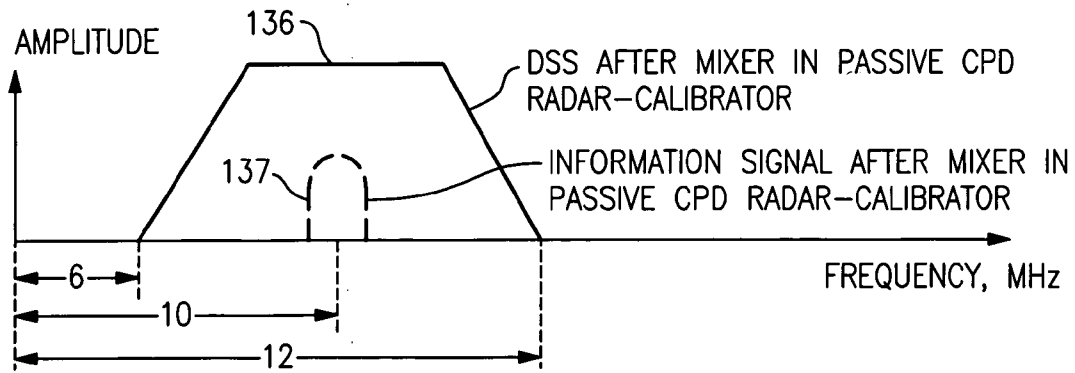 136
AMPLITUDE
DSS AFTER MIXER IN PASSIVE CPD
RADAR-CALIBRATOR
137
INFORMATION SIGNAL AFTER MIXER IN
PASSIVE CPD RADAR-CALIBRATOR
6
FREQUENCY, MHz
10
12